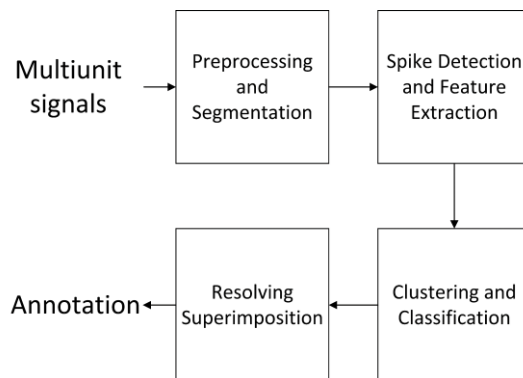 Multiunit
signals
Preprocessing
and
Segmentation
Spike Detection
and Feature
Extraction
Clustering and
Classification
Resolving
Superimposition
Annotation